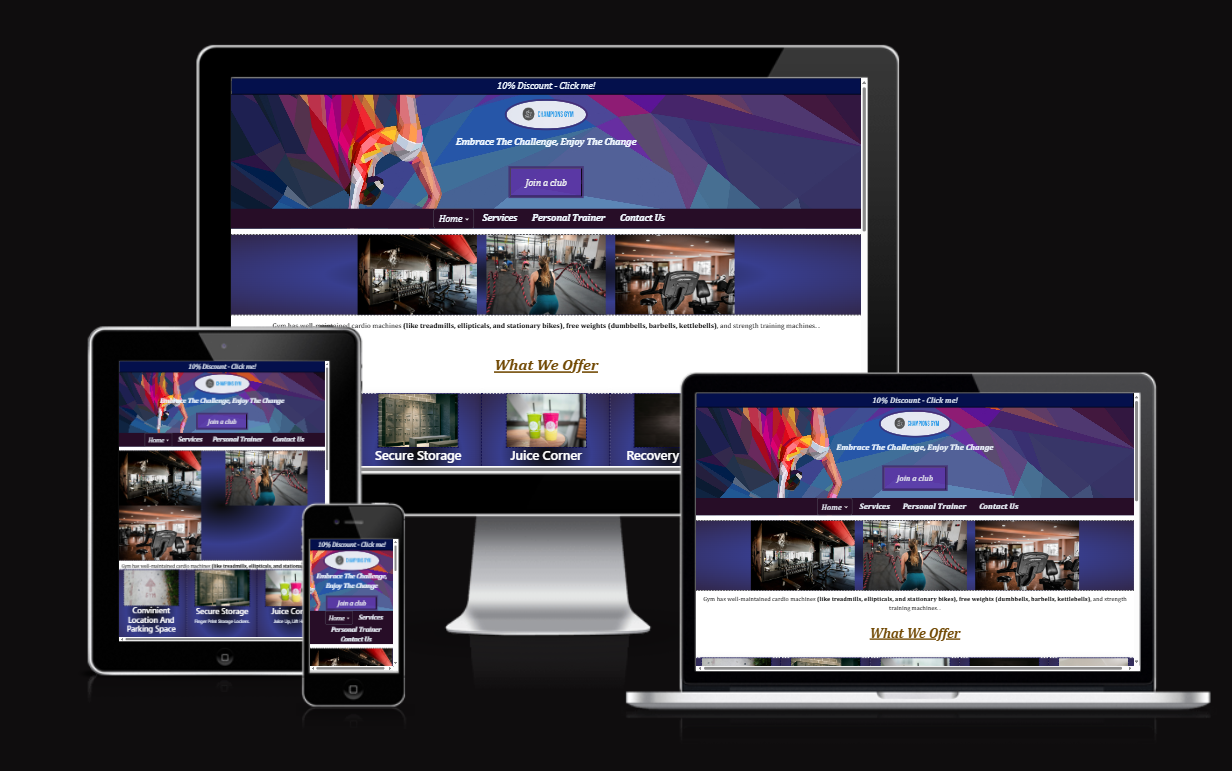 10% Discount - Click me!
CHAMPIONS GYM
Embrace The Challenge, Enjoy The Change
Join a club
Home Services Personal Trainer Contact Us
Gym has well-maintained cardio machines (like treadmills, ellipticals, and stationary bikes), free weights (dumbbells, barbells, kettlebells), and strength training machines..
What We Offer
Secure Storage Juice Corner Recovery
10% Discount - Click me!
CHAMPIONS GYM
Embrace The Challenge, Enjoy The Change
Join a club
Home Services Personal Trainer Contact Us
Gym has well-maintained cardio machines (like treadmills, ellipticals, and stationary
Convinient
Location And
Parking Space
Secure Storage
Finger Print Storage Lockers.
Juice Co
Juice Up, Lift
10% Discount - Click me!
CHAMPIONS GYM
Embrace The Challenge,
Enjoy The Change
Join a club
Home Services
Personal Trainer
Contact Us
10% Discount - Click me!
CHAMPIONS GYM
Embrace The Challenge, Enjoy The Change
Join a club
Home Services Personal Trainer Contact Us
Gym has well-maintained cardio machines (like treadmills, ellipticals, and stationary bikes), free weights (dumbbells, barbells, kettlebells), and strength
training machines..
What We Offer